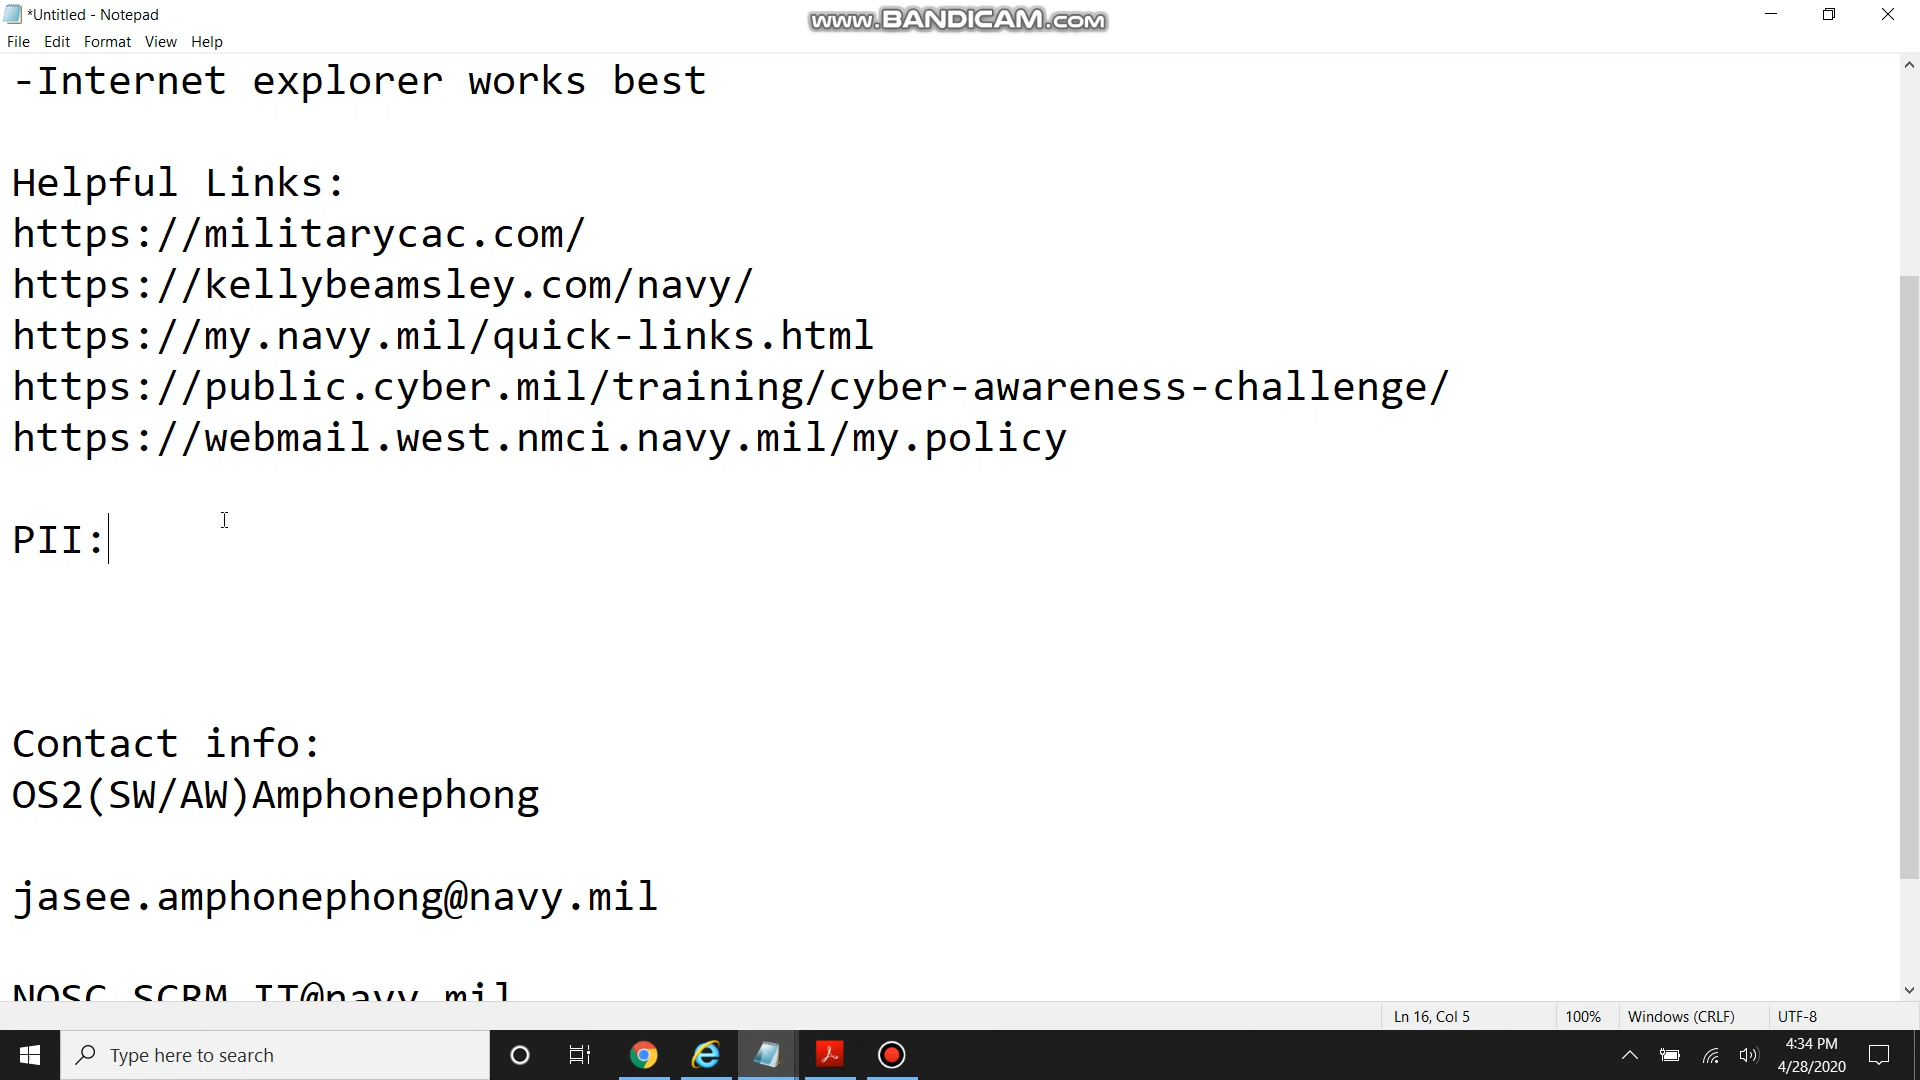 *Untitled - Notepad
www.BANDICAM.com
File Edit Format View Help
-Internet explorer works best
Helpful Links:
https://militarycac.com/
https://kellybeamsley.com/navy/
https://my.navy.mil/quick-links.html
https://public.cyber.mil/training/cyber-awareness-challenge/
https://webmail.west.nmci.navy.mil/my.policy
PII:
Contact info:
OS2(SW/AW)Amphonephong
jasee.amphonephong@navy.mil
NOSC_SCRM_IT@navy.mil
Ln 16, Col 5 100% Windows (CRLF) UTF-8
Type here to search
4:34 PM
4/28/2020